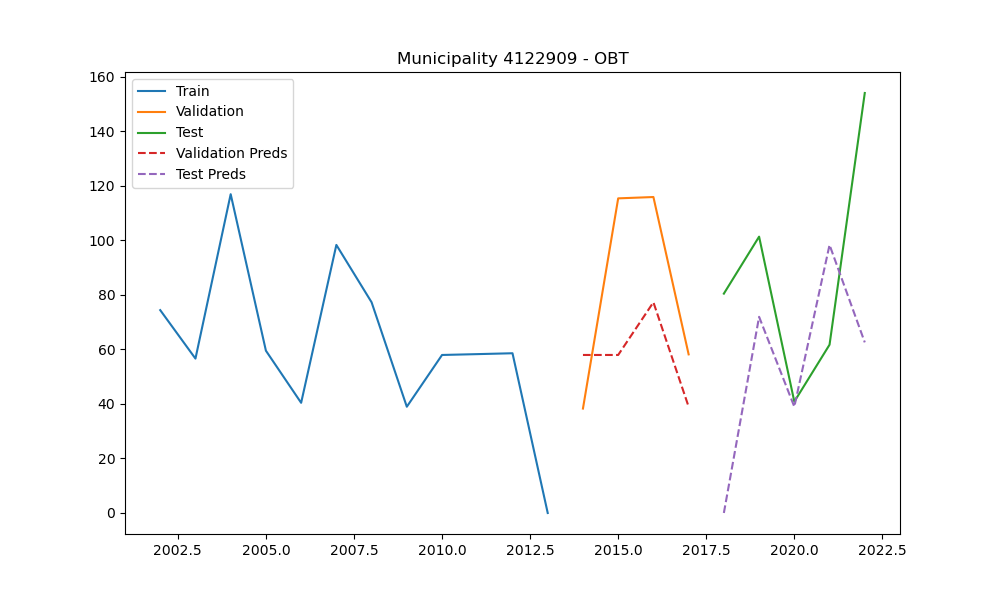 Municipality 4122909 - OBT
Train
Validation
Test
Validation Preds
Test Preds
160
140
120
100
80
60
40
20
0
2002.5 2005.0 2007.5 2010.0 2012.5 2015.0 2017.5 2020.0 2022.5